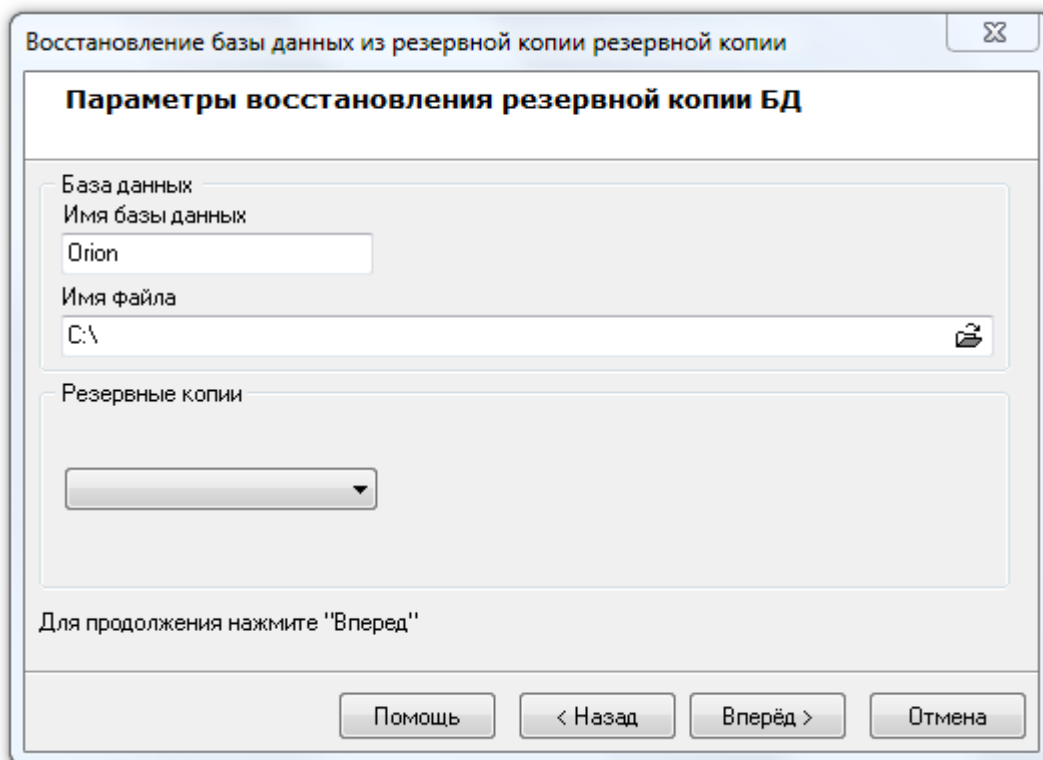 Восстановление базы данных из резервной копии резервной копии
Параметры восстановления резервной копии БД
База данных
Имя базы данных
Orion
Имя файла
C:\
Резервные копии
Для продолжения нажмите "Вперед"
Помощь < Назад Вперёд > Отмена